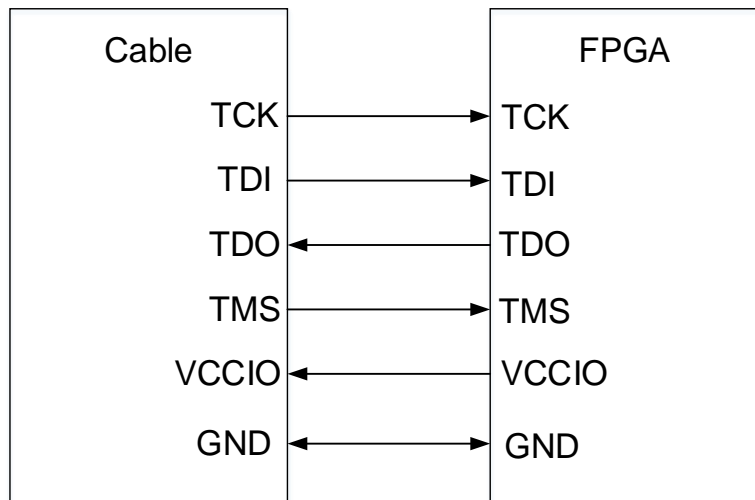 Cable
FPGA
TCK
TCK
TDI
TDI
TDO
TDO
TMS
TMS
VCCIO
VCCIO
GND
GND